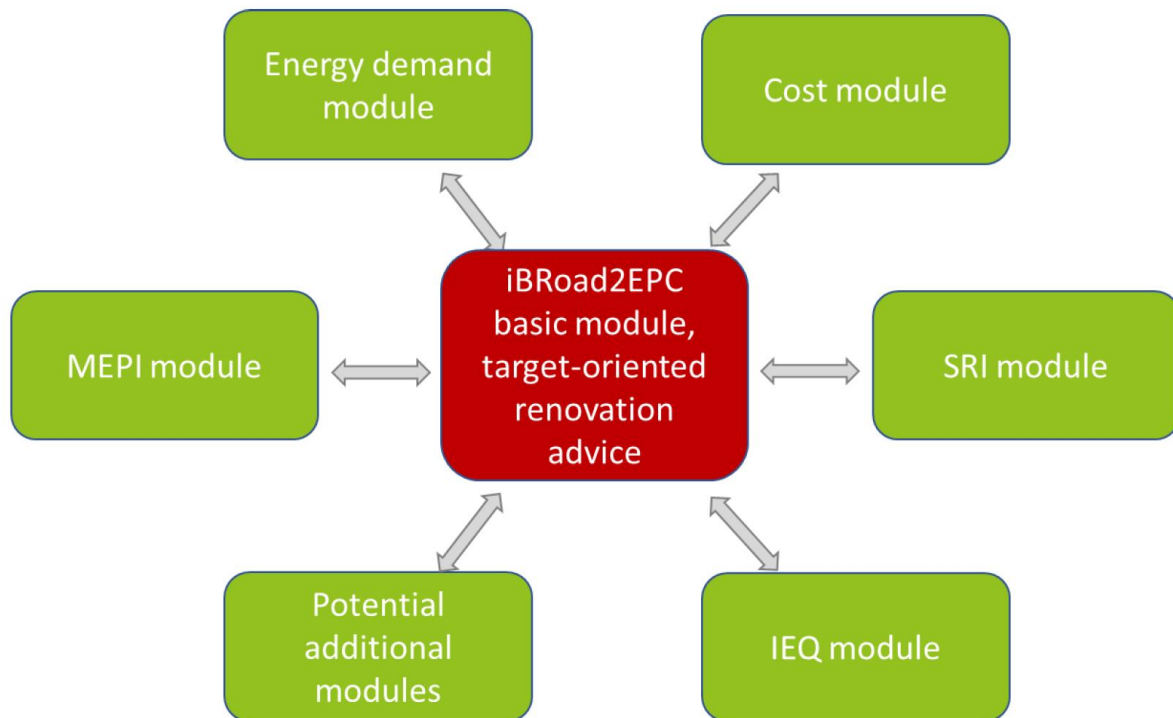 Energy demand
module
Cost module
iBRoad2EPC
basic module,
target-oriented
renovation
advice
MEPI module
SRI module
Potential
additional
modules
IEQ module